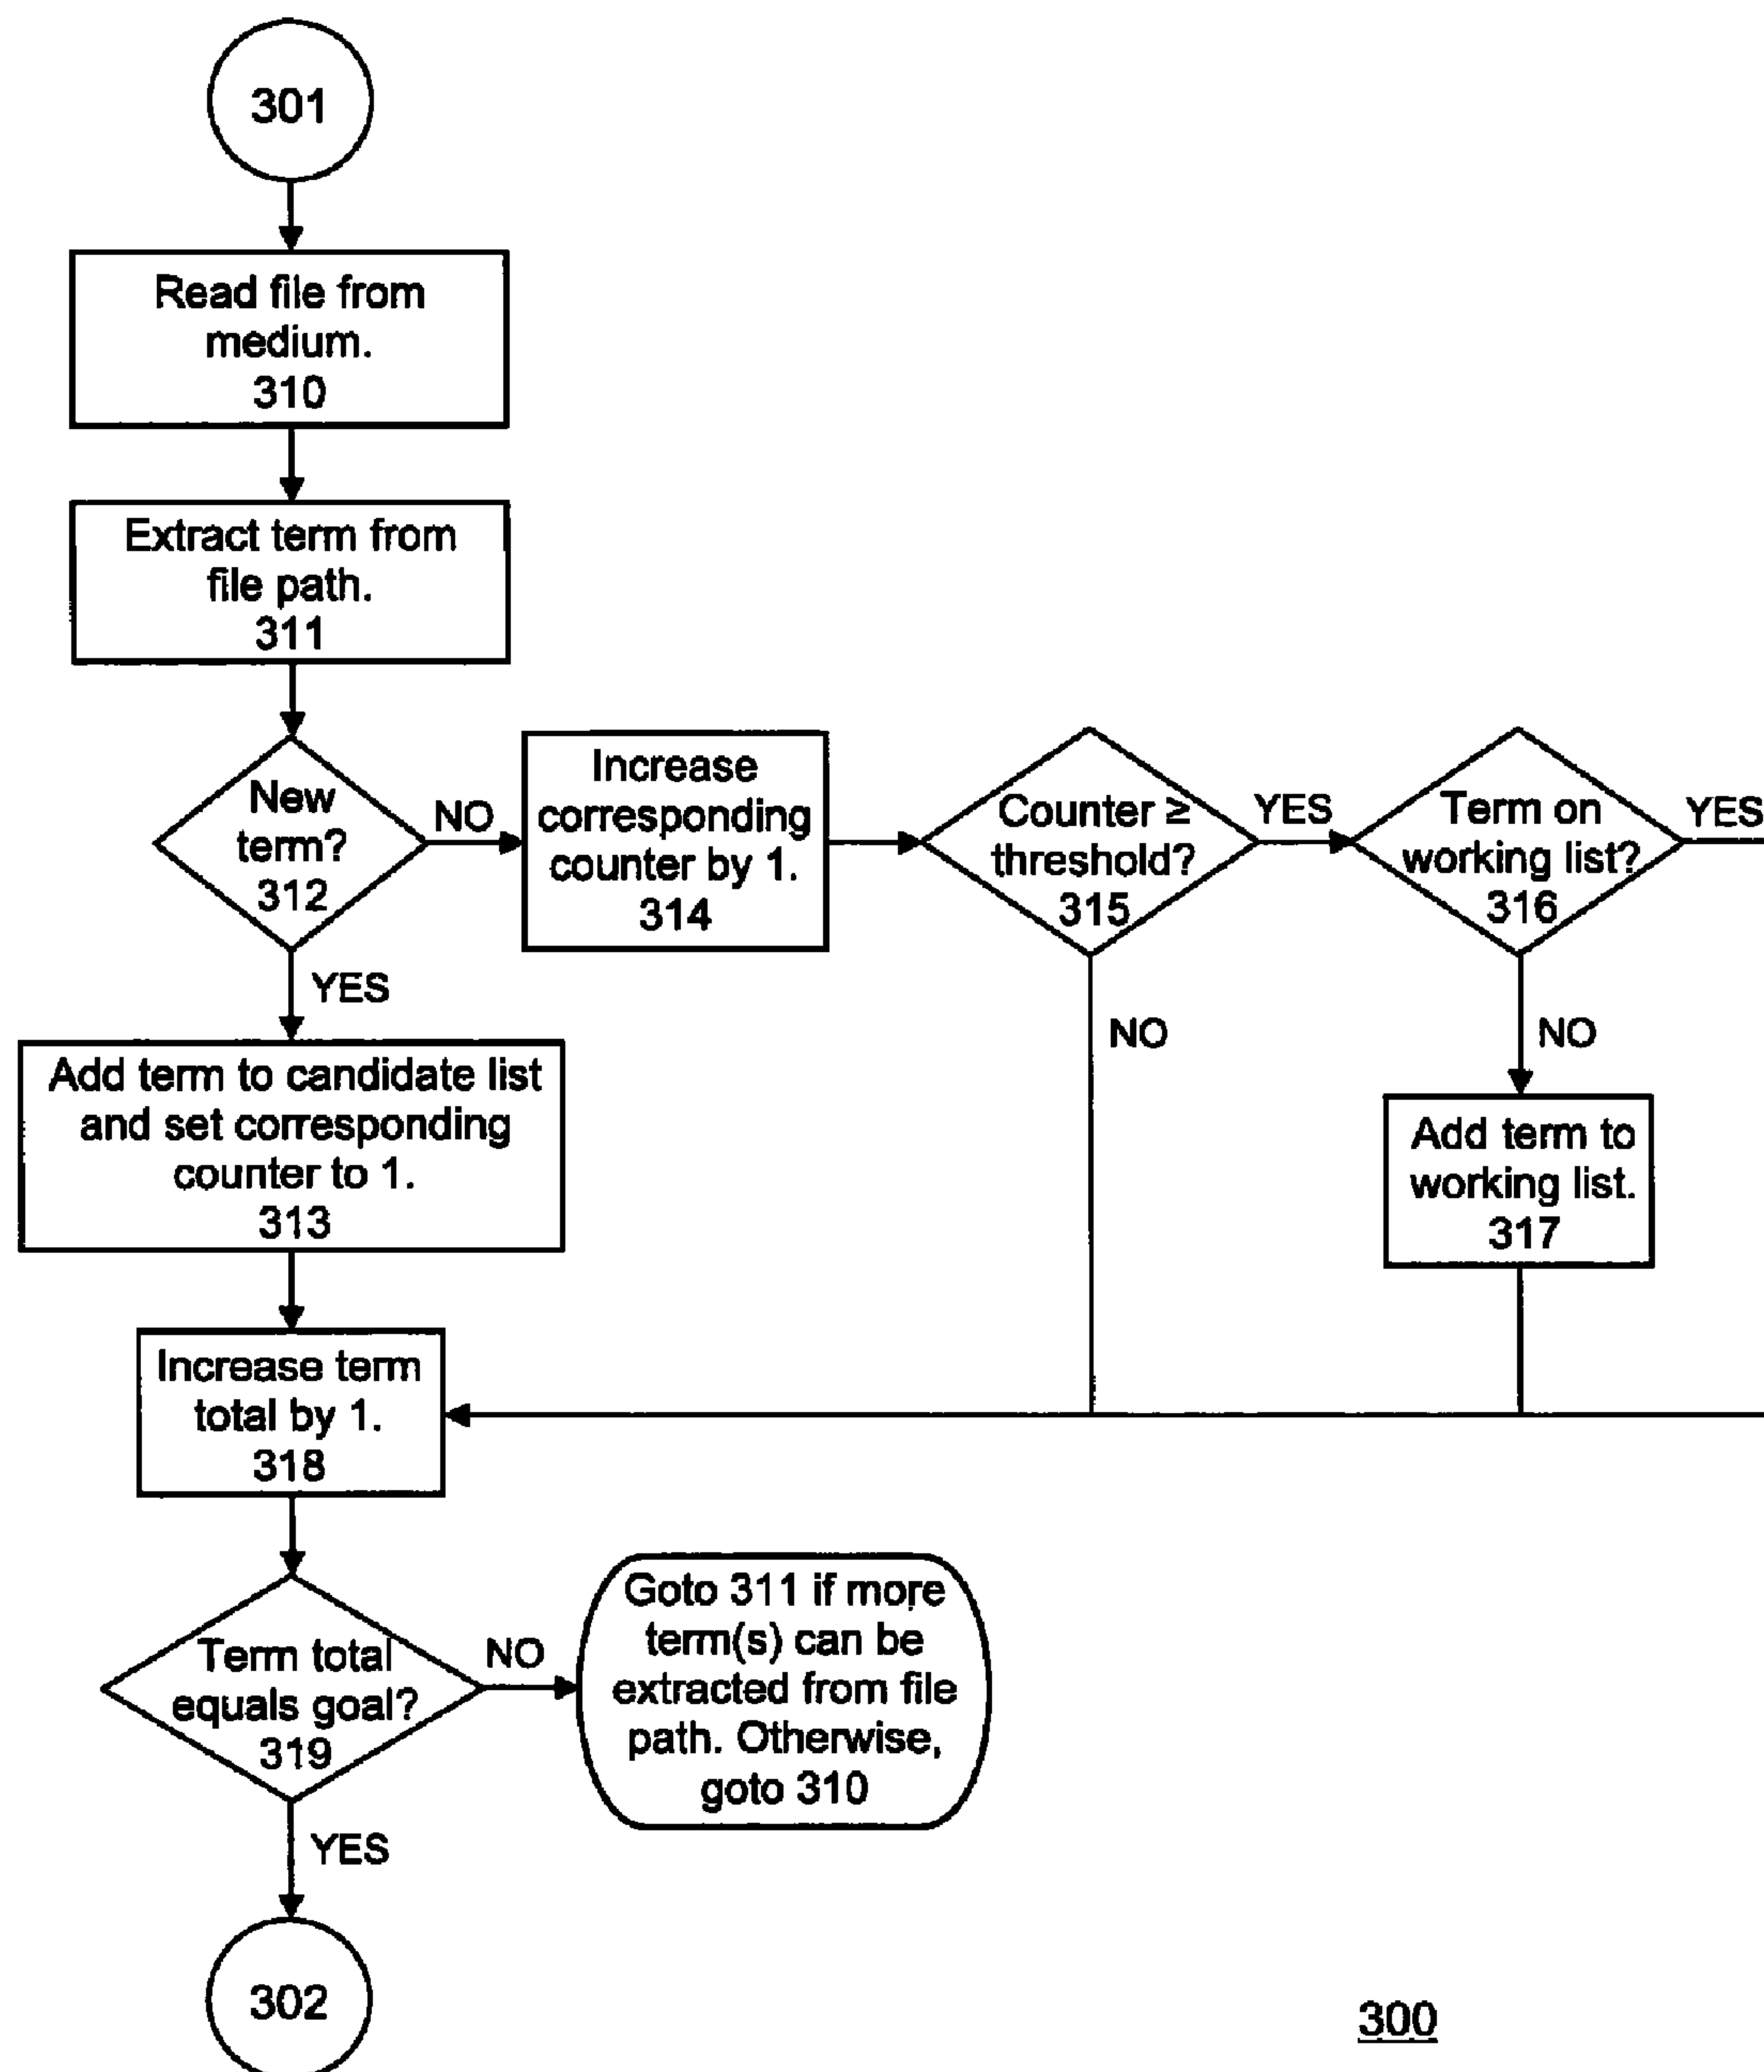 301
Read file from
medium.
310
Extract term from
file path.
311
New
term?
312
NO
Increase
corresponding
counter by 1.
314
Counter ≥
threshold?
315
YES
Term on
working list?
316
YES
YES
NO
NO
Add term to candidate list
and set corresponding
counter to 1.
313
Add term to
working list.
317
Increase term
total by 1.
318
Term total
equals goal?
319
NO
Goto 311 if more
term(s) can be
extracted from file
path. Otherwise,
goto 310
YES
302
300